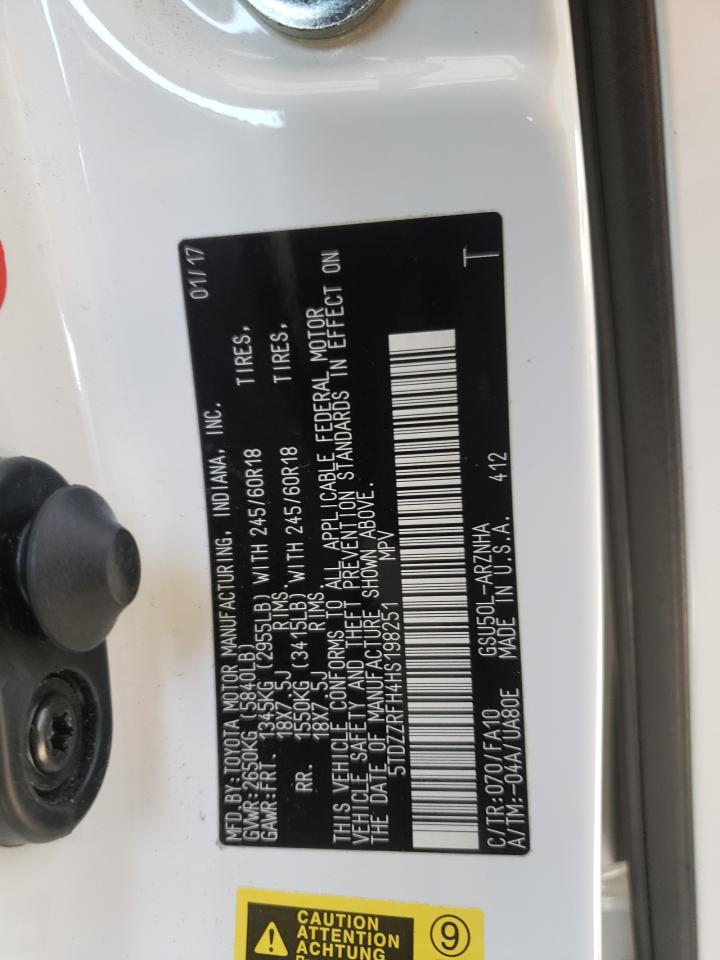 MFD.BY:TOYOTA MOTOR MANUFACTURING, INDIANA, INC. 01/17
GVWR:2650KG (5840LB)
GAWR:FRT. 1345KG (2955LB) WITH 245/60R18 TIRES,
18X7.5J RIMS.
RR. 1550KG (3415LB) WITH 245/60R18 TIRES,
18X7.5J RIMS
THIS VEHICLE CONFORMS TO ALL APPLICABLE FEDERAL MOTOR
VEHICLE SAFETY AND THEFT PREVENTION STANDARDS IN EFFECT ON
THE DATE OF MANUFACTURE SHOWN ABOVE.
5TDZZRFH4HS198251 MPV
C/TR:070/FA10 GSU50L-ARZNHA T
A/TM:-04A/UA80E MADE IN U.S.A. 412
CAUTION
ATTENTION
ACHTUNG
9